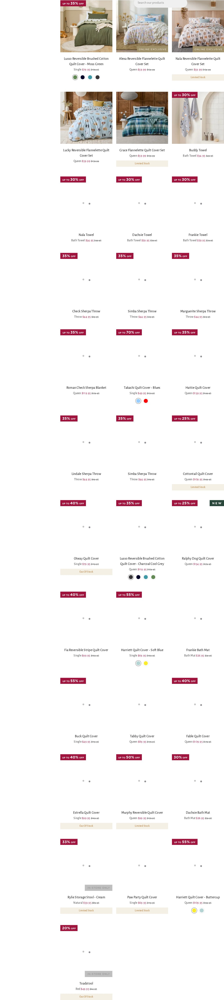 UP TO 35% OFF
Search our products
ONLINE EXCLUSIVE
ONLINE EXCLUSIVE
Lusso Reversible Brushed Cotton
Quilt Cover - Moss Green
Single $79.95 $109.95
Alexa Reversible Flannelette Quilt
Cover Set
Queen $59.99 $139.99
Nala Reversible Flannelette Quilt
Cover Set
Queen $59.99 $139.99
Limited Stock
Lucky Reversible Flannelette Quilt
Cover Set
Queen $59.99 $139.99
Grace Flannelette Quilt Cover Set
Queen $59.99 $139.99
Limited Stock
UP TO 30% OFF
Buddy Towel
Bath Towel $34.95 $49.95
UP TO 30% OFF
Nala Towel
Bath Towel $34.95 $49.95
UP TO 30% OFF
Dachsie Towel
Bath Towel $29.95 $39.95
UP TO 30% OFF
Frankie Towel
Bath Towel $29.95 $39.95
35% OFF
Check Sherpa Throw
Throw $44.95 $69.95
35% OFF
Simba Sherpa Throw
Throw $44.95 $69.95
35% OFF
Marguerite Sherpa Throw
Throw $44.95 $69.95
UP TO 35% OFF
Roman Check Sherpa Blanket
Queen $119.95 $179.95
UP TO 70% OFF
Takashi Quilt Cover - Blues
Single $49.95 $179.95
UP TO 35% OFF
Hattie Quilt Cover
Queen $139.95 $199.95
35% OFF
Lindale Sherpa Throw
Throw $44.95 $69.95
35% OFF
Simba Sherpa Throw
Throw $44.95 $69.95
UP TO 25% OFF
Cottontail Quilt Cover
Queen $109.95 $149.95
Limited Stock
UP TO 40% OFF
Otway Quilt Cover
Single $79.95 $119.95
Out Of Stock
UP TO 35% OFF
Lusso Reversible Brushed Cotton
Quilt Cover - Charcoal Cool Grey
Queen $119.95 $159.95
UP TO 25% OFF
NEW
Ralphy Dog Quilt Cover
Queen $134.95 $179.95
UP TO 40% OFF
Fia Reversible Stripe Quilt Cover
Single $99.95 $169.95
UP TO 55% OFF
Harriett Quilt Cover - Soft Blue
Single $69.95 $169.95
Frankie Bath Mat
Bath Mat $26.95 $39.95
UP TO 55% OFF
Buck Quilt Cover
Single $49.95 $119.95
Tabby Quilt Cover
Queen $89.95 $179.95
UP TO 40% OFF
Fable Quilt Cover
Queen $109.95 $179.95
UP TO 40% OFF
Estrella Quilt Cover
Single $99.95 $169.95
Out Of Stock
UP TO 50% OFF
Murphy Reversible Quilt Cover
Queen $99.95 $179.95
Limited Stock
30% OFF
Dachsie Bath Mat
Bath Mat $26.95 $39.95
33% OFF
IN-STORE ONLY
Rylie Storage Stool - Cream
Natural $59.95 $89.95
Limited Stock
Paw Party Quilt Cover
Single $69.95 $119.95
Limited Stock
UP TO 55% OFF
Harriett Quilt Cover - Buttercup
Queen $109.95 $199.95
20% OFF
IN-STORE ONLY
Toadstool
Red $49.95 $64.95
Out Of Stock